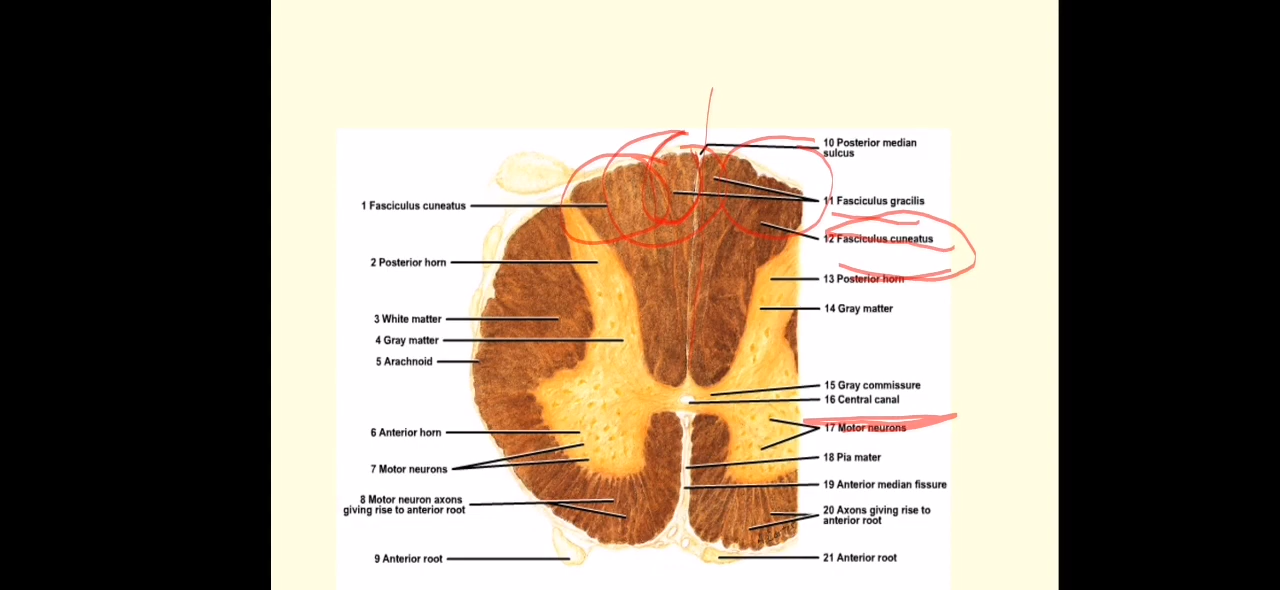 10 Posterior median
sulcus
1 Fasciculus cuneatus
11 Fasciculus gracilis
12 Fasciculus cuneatus
2 Posterior horn
13 Posterior horn
14 Gray matter
3 White matter
4 Gray matter
5 Arachnoid
15 Gray commissure
16 Central canal
17 Motor neurons
6 Anterior horn
7 Motor neurons
18 Pia mater
19 Anterior median fissure
8 Motor neuron axons
giving rise to anterior root
20 Axons giving rise to
anterior root
9 Anterior root
21 Anterior root